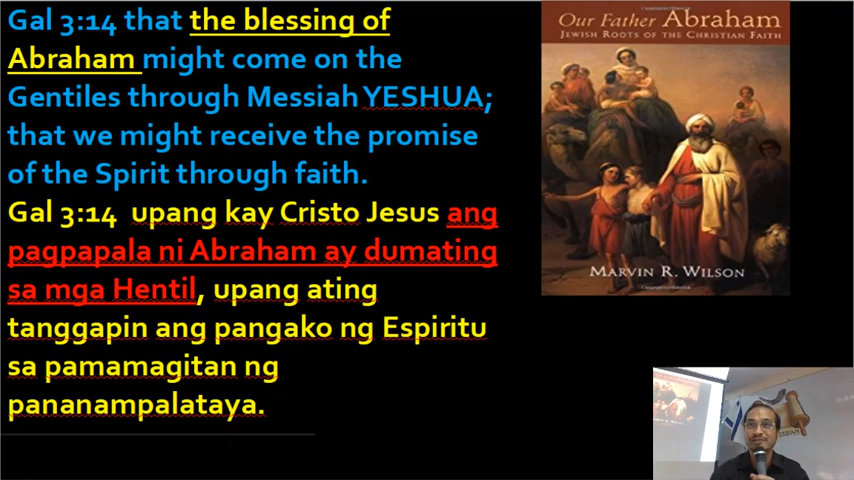 Gal 3:14 that the blessing of
Abraham might come on the
Gentiles through Messiah YESHUA;
that we might receive the promise
of the Spirit through faith.
Gal 3:14 upang kay Cristo Jesus ang
pagpapala ni Abraham ay dumating
sa mga Hentil, upang ating
tanggapin ang pangako ng Espiritu
sa pamamagitan ng
pananampalataya.
Our Father Abraham
JEWISH ROOTS OF THE CHRISTIAN FAITH
MARVIN R. WILSON